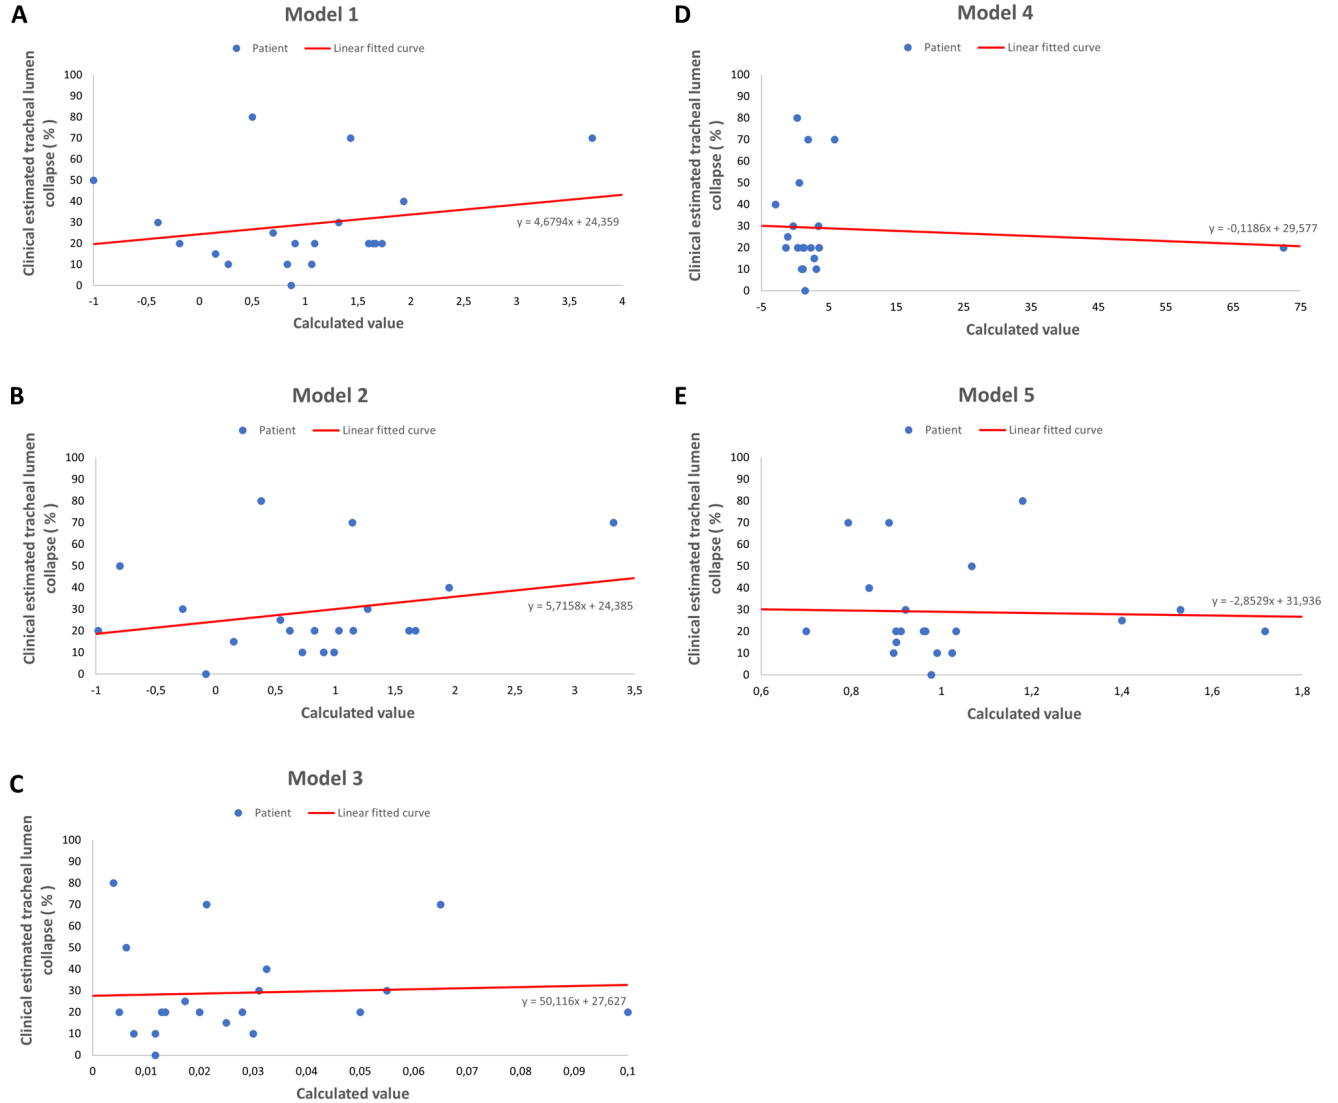 A
Model 1
Patient
Linear fitted curve
Clinical estimated tracheal lumen
collapse ( % )
100
90
80
70
60
50
40
30
20
10
0
y = 4,6794x + 24,359
-1 -0,5 0 0,5 1 1,5 2 2,5 3 3,5 4
Calculated value
B
Model 2
Patient
Linear fitted curve
Clinical estimated tracheal lumen
collapse ( % )
100
90
80
70
60
50
40
30
20
10
0
y = 5,7158x + 24,385
-1 -0,5 0 0,5 1 1,5 2 2,5 3 3,5
Calculated value
C
Model 3
Patient
Linear fitted curve
Clinical estimated tracheal lumen
collapse ( % )
100
90
80
70
60
50
40
30
20
10
0
y = 50,116x + 27,627
0 0,01 0,02 0,03 0,04 0,05 0,06 0,07 0,08 0,09 0,1
Calculated value
D
Model 4
Patient
Linear fitted curve
Clinical estimated tracheal lumen
collapse ( % )
100
90
80
70
60
50
40
30
20
10
0
y = -0,1186x + 29,577
-5 5 15 25 35 45 55 65 75
Calculated value
E
Model 5
Patient
Linear fitted curve
Clinical estimated tracheal lumen
collapse ( % )
100
90
80
70
60
50
40
30
20
10
0
y = -2,8529x + 31,936
0,6 0,8 1 1,2 1,4 1,6 1,8
Calculated value